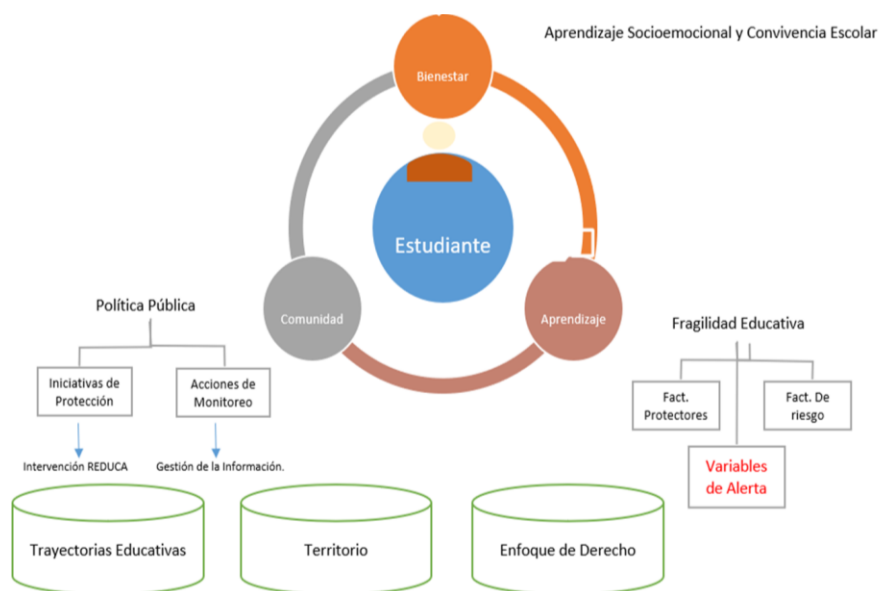 Aprendizaje Socioemocional y Convivencia Escolar
Bienestar
Estudiante
Comunidad
Aprendizaje
Política Pública
Iniciativas de
Protección
Acciones de
Monitoreo
Intervención REDUCA
Gestión de la Información.
Fragilidad Educativa
Fact.
Protectores
Fact. De
riesgo
Variables
de Alerta
Trayectorias Educativas
Territorio
Enfoque de Derecho